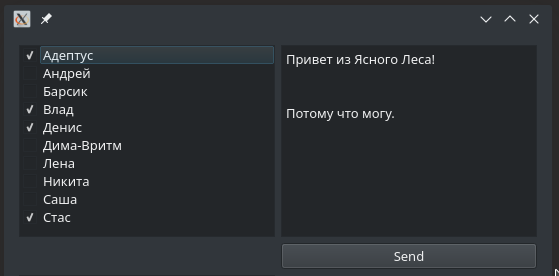 Адептус
Андрей
Барсик
Влад
Денис
Дима-Вритм
Лена
Никита
Саша
Стас
Привет из Ясного Леса!
Потому что могу.
Send